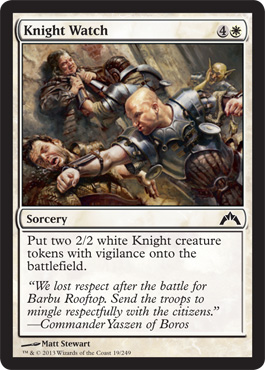 Knight Watch 4
Sorcery
Put two 2/2 white Knight creature
tokens with vigilance onto the
battlefield.
“We lost respect after the battle for
Barbu Rooftop. Send the troops to
mingle respectfully with the citizens.”
—Commander Yaszen of Boros
Matt Stewart
™ & © 2013 Wizards of the Coast 19/249